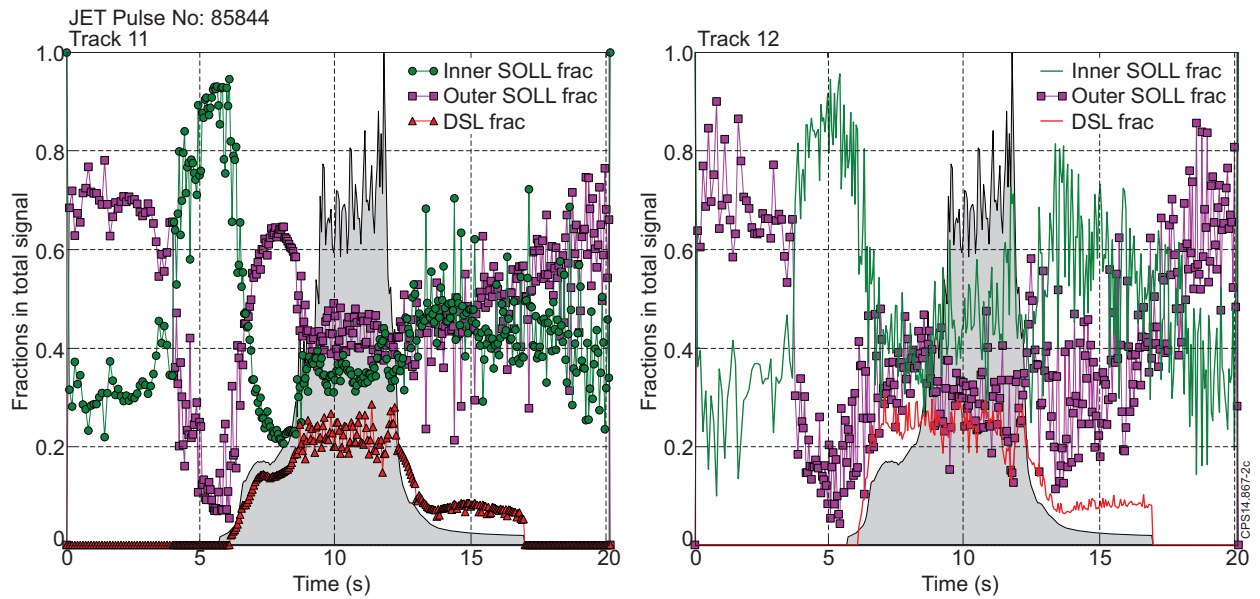 JET Pulse No: 85844
Track 11
Inner SOLL frac
Outer SOLL frac
DSL frac
Fractions in total signal
1.0
0.8
0.6
0.4
0.2
0
0
5
10
15
20
Time (s)
Track 12
Inner SOLL frac
Outer SOLL frac
DSL frac
Fractions in total signal
1.0
0.8
0.6
0.4
0.2
0
0
5
10
15
20
Time (s)
CPS14.867-2c